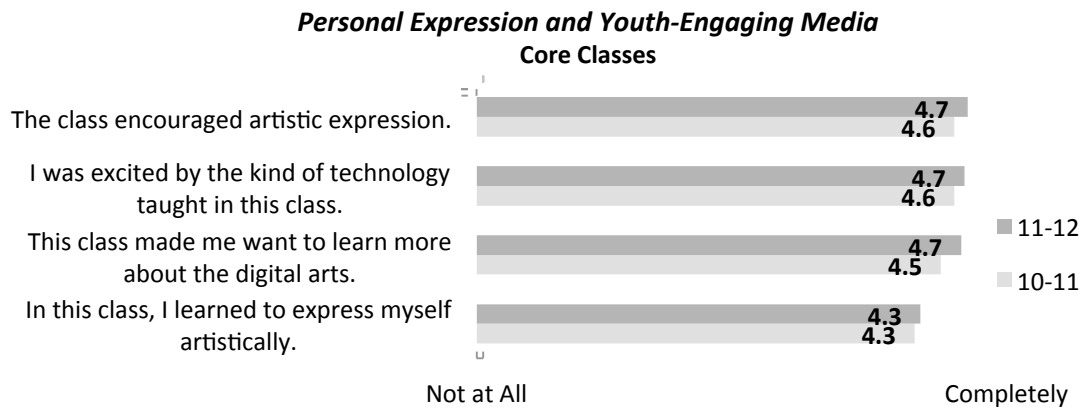 Personal Expression and Youth-Engaging Media
Core Classes
The class encouraged artistic expression.
4.7
4.6
I was excited by the kind of technology
taught in this class.
4.7
4.6
This class made me want to learn more
about the digital arts.
4.7
4.5
In this class, I learned to express myself
artistically.
4.3
4.3
11-12
10-11
Not at All
Completely